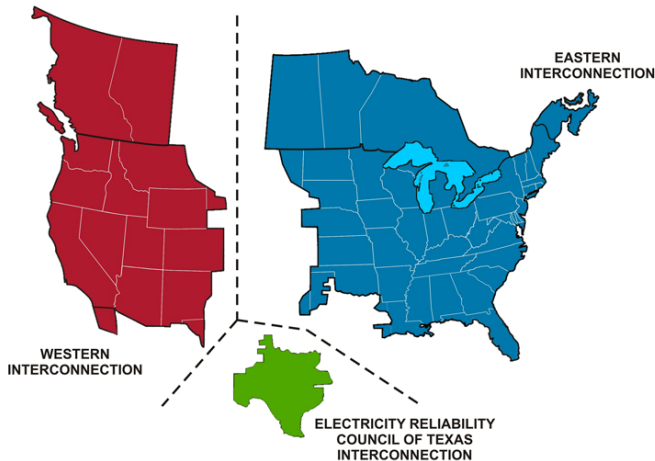 EASTERN
INTERCONNECTION
WESTERN
INTERCONNECTION
ELECTRICITY RELIABILITY
COUNCIL OF TEXAS
INTERCONNECTION